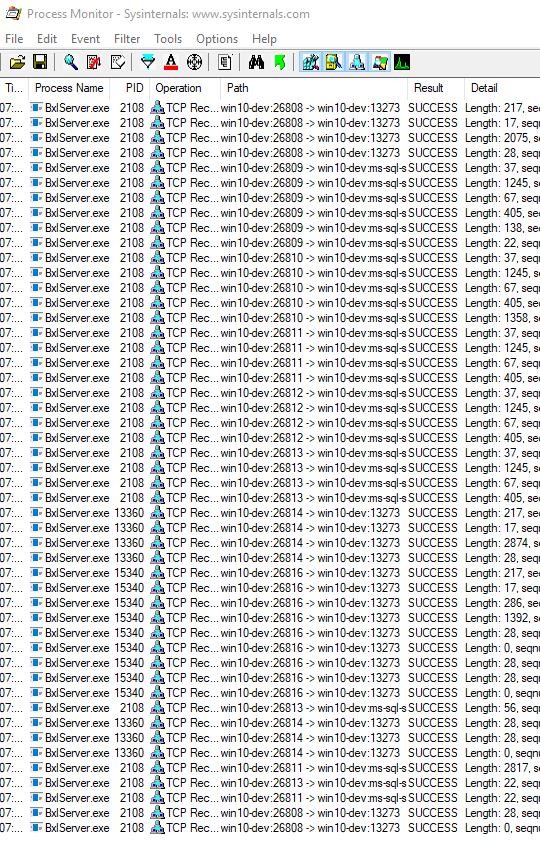 Process Monitor - Sysinternals: www.sysinternals.com
File Edit Event Filter Tools Options Help
Ti... Process Name PID Operation Path Result Detail
07:... BxlServer.exe 2108 TCP Rec... win10-dev:26808 -> win10-dev:13273 SUCCESS Length: 217, se
07:... BxlServer.exe 2108 TCP Rec... win10-dev:26808 -> win10-dev:13273 SUCCESS Length: 17, seq
07:... BxlServer.exe 2108 TCP Rec... win10-dev:26808 -> win10-dev:13273 SUCCESS Length: 2075, se
07:... BxlServer.exe 2108 TCP Rec... win10-dev:26808 -> win10-dev:13273 SUCCESS Length: 28, seq
07:... BxlServer.exe 2108 TCP Rec... win10-dev:26809 -> win10-dev:ms-sql-s SUCCESS Length: 37, seq
07:... BxlServer.exe 2108 TCP Rec... win10-dev:26809 -> win10-dev:ms-sql-s SUCCESS Length: 1245, se
07:... BxlServer.exe 2108 TCP Rec... win10-dev:26809 -> win10-dev:ms-sql-s SUCCESS Length: 67, seq
07:... BxlServer.exe 2108 TCP Rec... win10-dev:26809 -> win10-dev:ms-sql-s SUCCESS Length: 405, se
07:... BxlServer.exe 2108 TCP Rec... win10-dev:26809 -> win10-dev:ms-sql-s SUCCESS Length: 138, se
07:... BxlServer.exe 2108 TCP Rec... win10-dev:26809 -> win10-dev:ms-sql-s SUCCESS Length: 22, seq
07:... BxlServer.exe 2108 TCP Rec... win10-dev:26810 -> win10-dev:ms-sql-s SUCCESS Length: 37, seq
07:... BxlServer.exe 2108 TCP Rec... win10-dev:26810 -> win10-dev:ms-sql-s SUCCESS Length: 1245, se
07:... BxlServer.exe 2108 TCP Rec... win10-dev:26810 -> win10-dev:ms-sql-s SUCCESS Length: 67, seq
07:... BxlServer.exe 2108 TCP Rec... win10-dev:26810 -> win10-dev:ms-sql-s SUCCESS Length: 405, se
07:... BxlServer.exe 2108 TCP Rec... win10-dev:26810 -> win10-dev:ms-sql-s SUCCESS Length: 1358, se
07:... BxlServer.exe 2108 TCP Rec... win10-dev:26811 -> win10-dev:ms-sql-s SUCCESS Length: 37, seq
07:... BxlServer.exe 2108 TCP Rec... win10-dev:26811 -> win10-dev:ms-sql-s SUCCESS Length: 1245, se
07:... BxlServer.exe 2108 TCP Rec... win10-dev:26811 -> win10-dev:ms-sql-s SUCCESS Length: 67, seq
07:... BxlServer.exe 2108 TCP Rec... win10-dev:26811 -> win10-dev:ms-sql-s SUCCESS Length: 405, se
07:... BxlServer.exe 2108 TCP Rec... win10-dev:26812 -> win10-dev:ms-sql-s SUCCESS Length: 37, seq
07:... BxlServer.exe 2108 TCP Rec... win10-dev:26812 -> win10-dev:ms-sql-s SUCCESS Length: 1245, se
07:... BxlServer.exe 2108 TCP Rec... win10-dev:26812 -> win10-dev:ms-sql-s SUCCESS Length: 67, seq
07:... BxlServer.exe 2108 TCP Rec... win10-dev:26812 -> win10-dev:ms-sql-s SUCCESS Length: 405, se
07:... BxlServer.exe 2108 TCP Rec... win10-dev:26813 -> win10-dev:ms-sql-s SUCCESS Length: 37, seq
07:... BxlServer.exe 2108 TCP Rec... win10-dev:26813 -> win10-dev:ms-sql-s SUCCESS Length: 1245, se
07:... BxlServer.exe 2108 TCP Rec... win10-dev:26813 -> win10-dev:ms-sql-s SUCCESS Length: 67, seq
07:... BxlServer.exe 2108 TCP Rec... win10-dev:26813 -> win10-dev:ms-sql-s SUCCESS Length: 405, se
07:... BxlServer.exe 13360 TCP Rec... win10-dev:26814 -> win10-dev:13273 SUCCESS Length: 217, se
07:... BxlServer.exe 13360 TCP Rec... win10-dev:26814 -> win10-dev:13273 SUCCESS Length: 17, seq
07:... BxlServer.exe 13360 TCP Rec... win10-dev:26814 -> win10-dev:13273 SUCCESS Length: 2874, se
07:... BxlServer.exe 13360 TCP Rec... win10-dev:26814 -> win10-dev:13273 SUCCESS Length: 28, seq
07:... BxlServer.exe 15340 TCP Rec... win10-dev:26816 -> win10-dev:13273 SUCCESS Length: 217, se
07:... BxlServer.exe 15340 TCP Rec... win10-dev:26816 -> win10-dev:13273 SUCCESS Length: 17, seq
07:... BxlServer.exe 15340 TCP Rec... win10-dev:26816 -> win10-dev:13273 SUCCESS Length: 286, se
07:... BxlServer.exe 15340 TCP Rec... win10-dev:26816 -> win10-dev:13273 SUCCESS Length: 1392, se
07:... BxlServer.exe 15340 TCP Rec... win10-dev:26816 -> win10-dev:13273 SUCCESS Length: 28, seq
07:... BxlServer.exe 15340 TCP Rec... win10-dev:26816 -> win10-dev:13273 SUCCESS Length: 0, seqnu
07:... BxlServer.exe 15340 TCP Rec... win10-dev:26816 -> win10-dev:13273 SUCCESS Length: 28, seq
07:... BxlServer.exe 15340 TCP Rec... win10-dev:26816 -> win10-dev:13273 SUCCESS Length: 28, seq
07:... BxlServer.exe 15340 TCP Rec... win10-dev:26816 -> win10-dev:13273 SUCCESS Length: 0, seqnu
07:... BxlServer.exe 2108 TCP Rec... win10-dev:26813 -> win10-dev:ms-sql-s SUCCESS Length: 56, seq
07:... BxlServer.exe 13360 TCP Rec... win10-dev:26814 -> win10-dev:13273 SUCCESS Length: 28, seq
07:... BxlServer.exe 13360 TCP Rec... win10-dev:26814 -> win10-dev:13273 SUCCESS Length: 28, seq
07:... BxlServer.exe 13360 TCP Rec... win10-dev:26814 -> win10-dev:13273 SUCCESS Length: 0, seqnu
07:... BxlServer.exe 2108 TCP Rec... win10-dev:26811 -> win10-dev:ms-sql-s SUCCESS Length: 2817, se
07:... BxlServer.exe 2108 TCP Rec... win10-dev:26813 -> win10-dev:ms-sql-s SUCCESS Length: 22, seq
07:... BxlServer.exe 2108 TCP Rec... win10-dev:26811 -> win10-dev:ms-sql-s SUCCESS Length: 22, seq
07:... BxlServer.exe 2108 TCP Rec... win10-dev:26808 -> win10-dev:13273 SUCCESS Length: 28, seq
07:... BxlServer.exe 2108 TCP Rec... win10-dev:26808 -> win10-dev:13273 SUCCESS Length: 0, seqnu